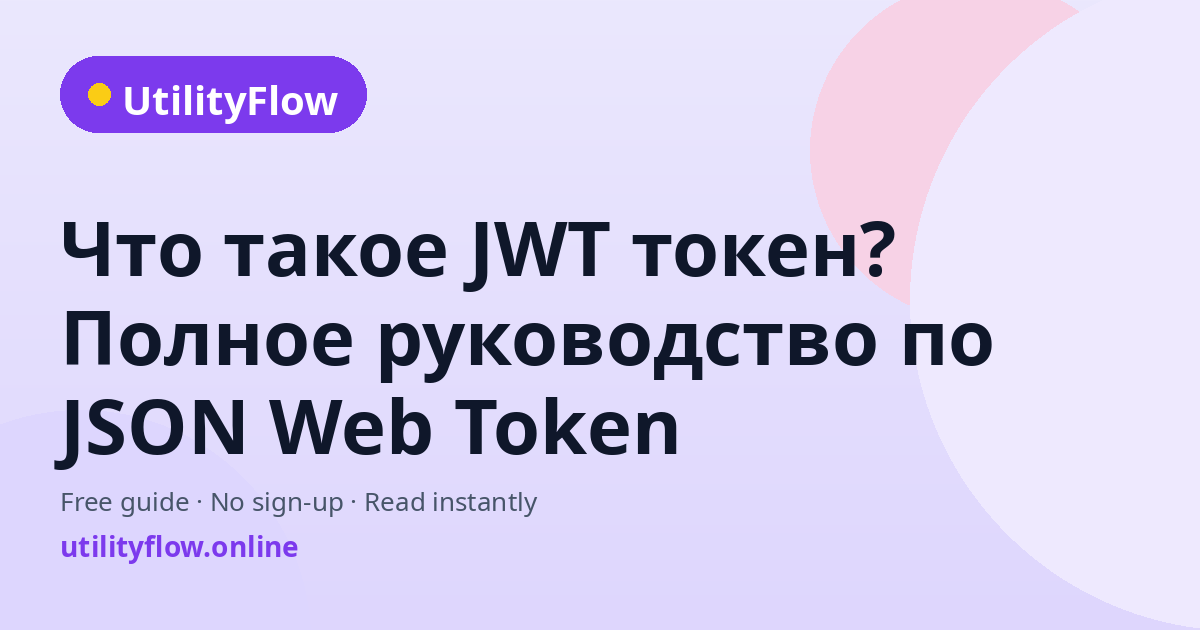 UtilityFlow
Что такое JWT токен?
Полное руководство по
JSON Web Token
Free guide · No sign-up · Read instantly
utilityflow.online